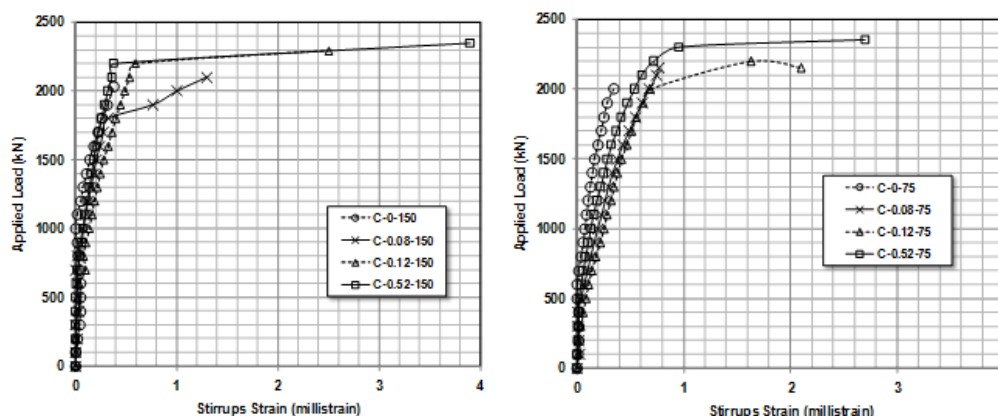 2500
2000
1500
1000
500
0
Applied Load (kN)
C-0-150
C-0.08-150
C-0.12-150
C-0.52-150
0 1 2 3 4
Stirrups Strain (millistrain)
2500
2000
1500
1000
500
0
Applied Load (kN)
C-0-75
C-0.08-75
C-0.12-75
C-0.52-75
0 1 2 3
Stirrups Strain (millistrain)